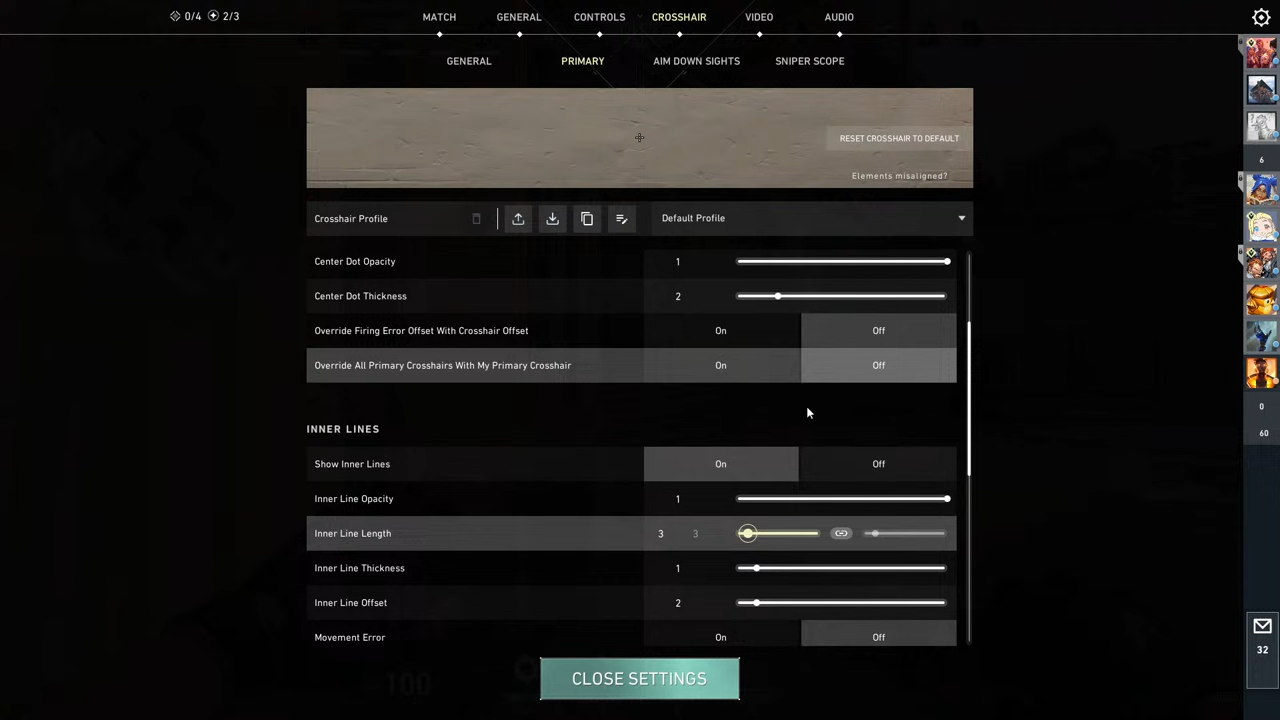 0/4 2/3
MATCH GENERAL CONTROLS CROSSHAIR VIDEO AUDIO
GENERAL PRIMARY AIM DOWN SIGHTS SNIPER SCOPE
RESET CROSSHAIR TO DEFAULT
Elements misaligned?
Crosshair Profile Default Profile
Center Dot Opacity 1
Center Dot Thickness 2
Override Firing Error Offset With Crosshair Offset On Off
Override All Primary Crosshairs With My Primary Crosshair On Off
INNER LINES
Show Inner Lines On Off
Inner Line Opacity 1
Inner Line Length 3 3
Inner Line Thickness 1
Inner Line Offset 2
Movement Error On Off
CLOSE SETTINGS
100
6
0
60
32